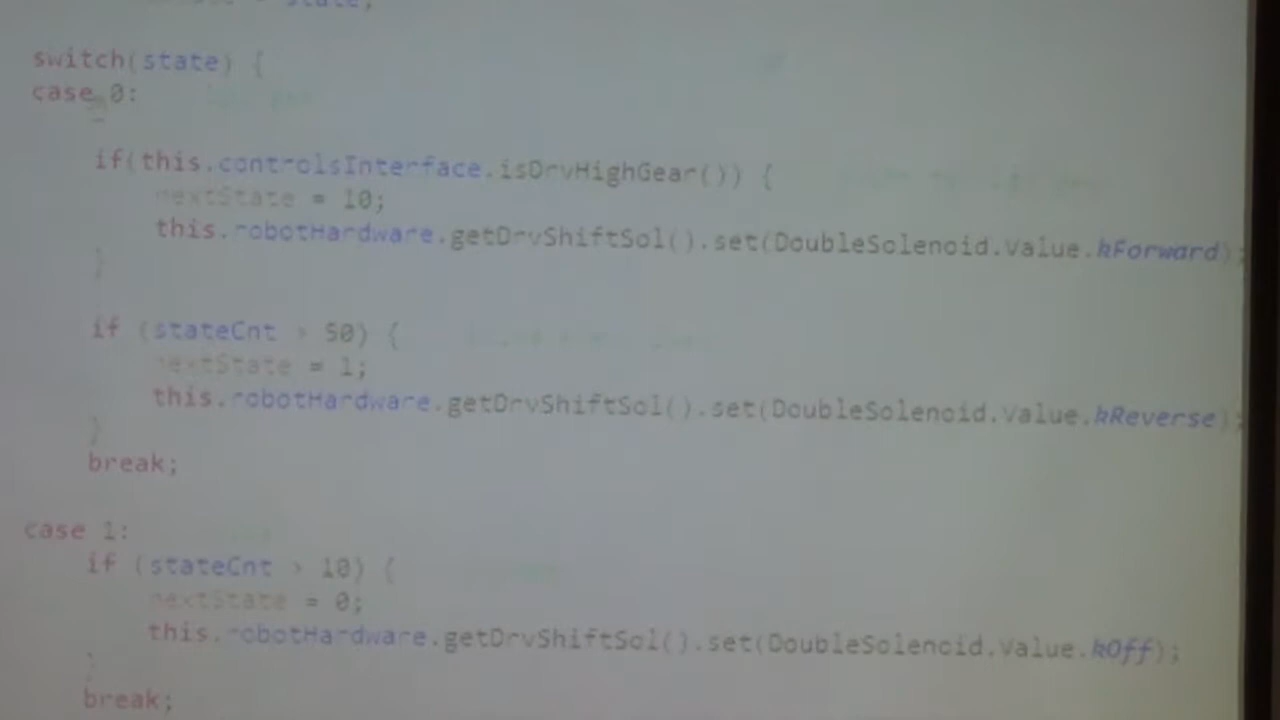 state;
switch(state) {
case 0:
if(this.controlsInterface.isDrvHighGear()) {
nextState = 10;
this.robotHardware.getDrvShiftSol().set(DoubleSolenoid.Value.kForward);
}
if (stateCnt > 50) {
nextState = 1;
this.robotHardware.getDrvShiftSol().set(DoubleSolenoid.Value.kReverse);
}
break;
case 1:
if (stateCnt > 10) {
nextState = 0;
this.robotHardware.getDrvShiftSol().set(DoubleSolenoid.Value.kOff);
}
break;